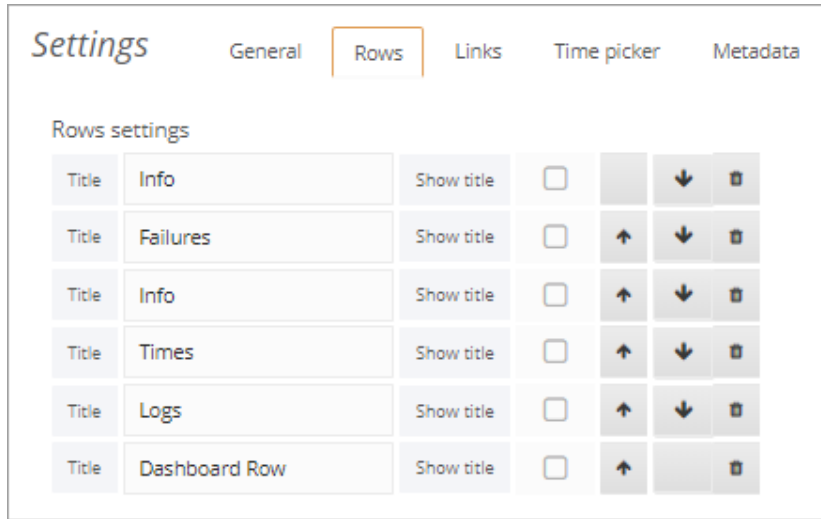 Settings General Rows Links Time picker Metadata
Rows settings
Title Info Show title
Title Failures Show title
Title Info Show title
Title Times Show title
Title Logs Show title
Title Dashboard Row Show title